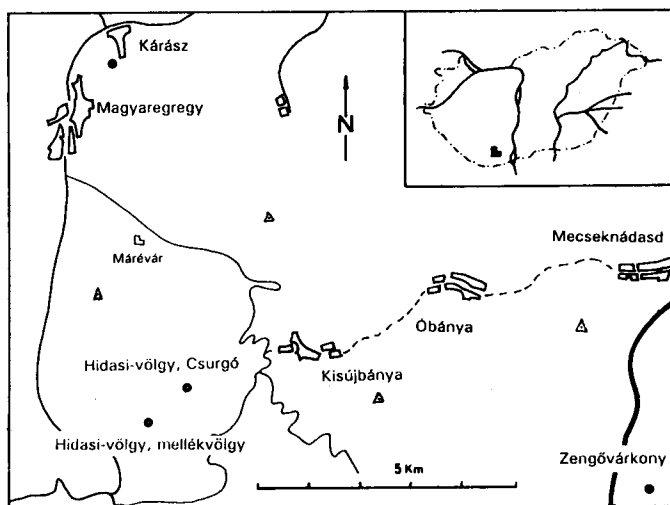 Kárász
Magyaregregy
N
Mecseknádasd
Márévár
Óbánya
Hidasi-völgy, Csurgó
Kisújbánya
Hidasi-völgy, mellékvölgy
5 Km
Zengővárkony